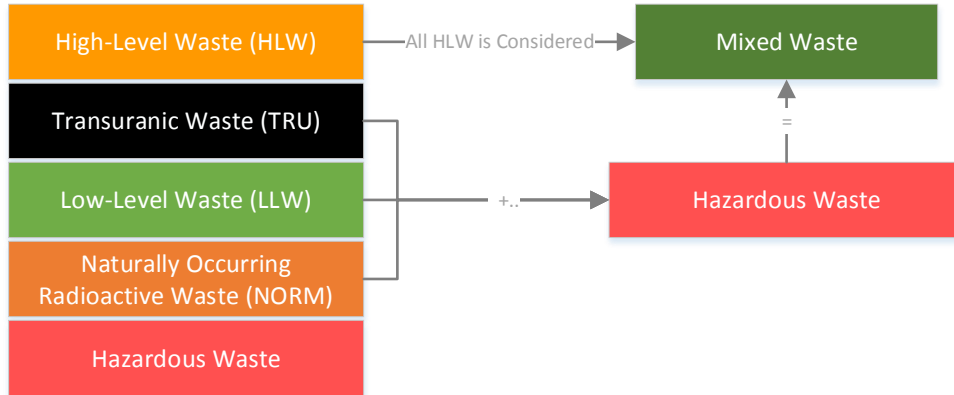 High-Level Waste (HLW)
All HLW is Considered
Mixed Waste
Transuranic Waste (TRU)
=
Low-Level Waste (LLW)
+..
Hazardous Waste
Naturally Occurring
Radioactive Waste (NORM)
Hazardous Waste